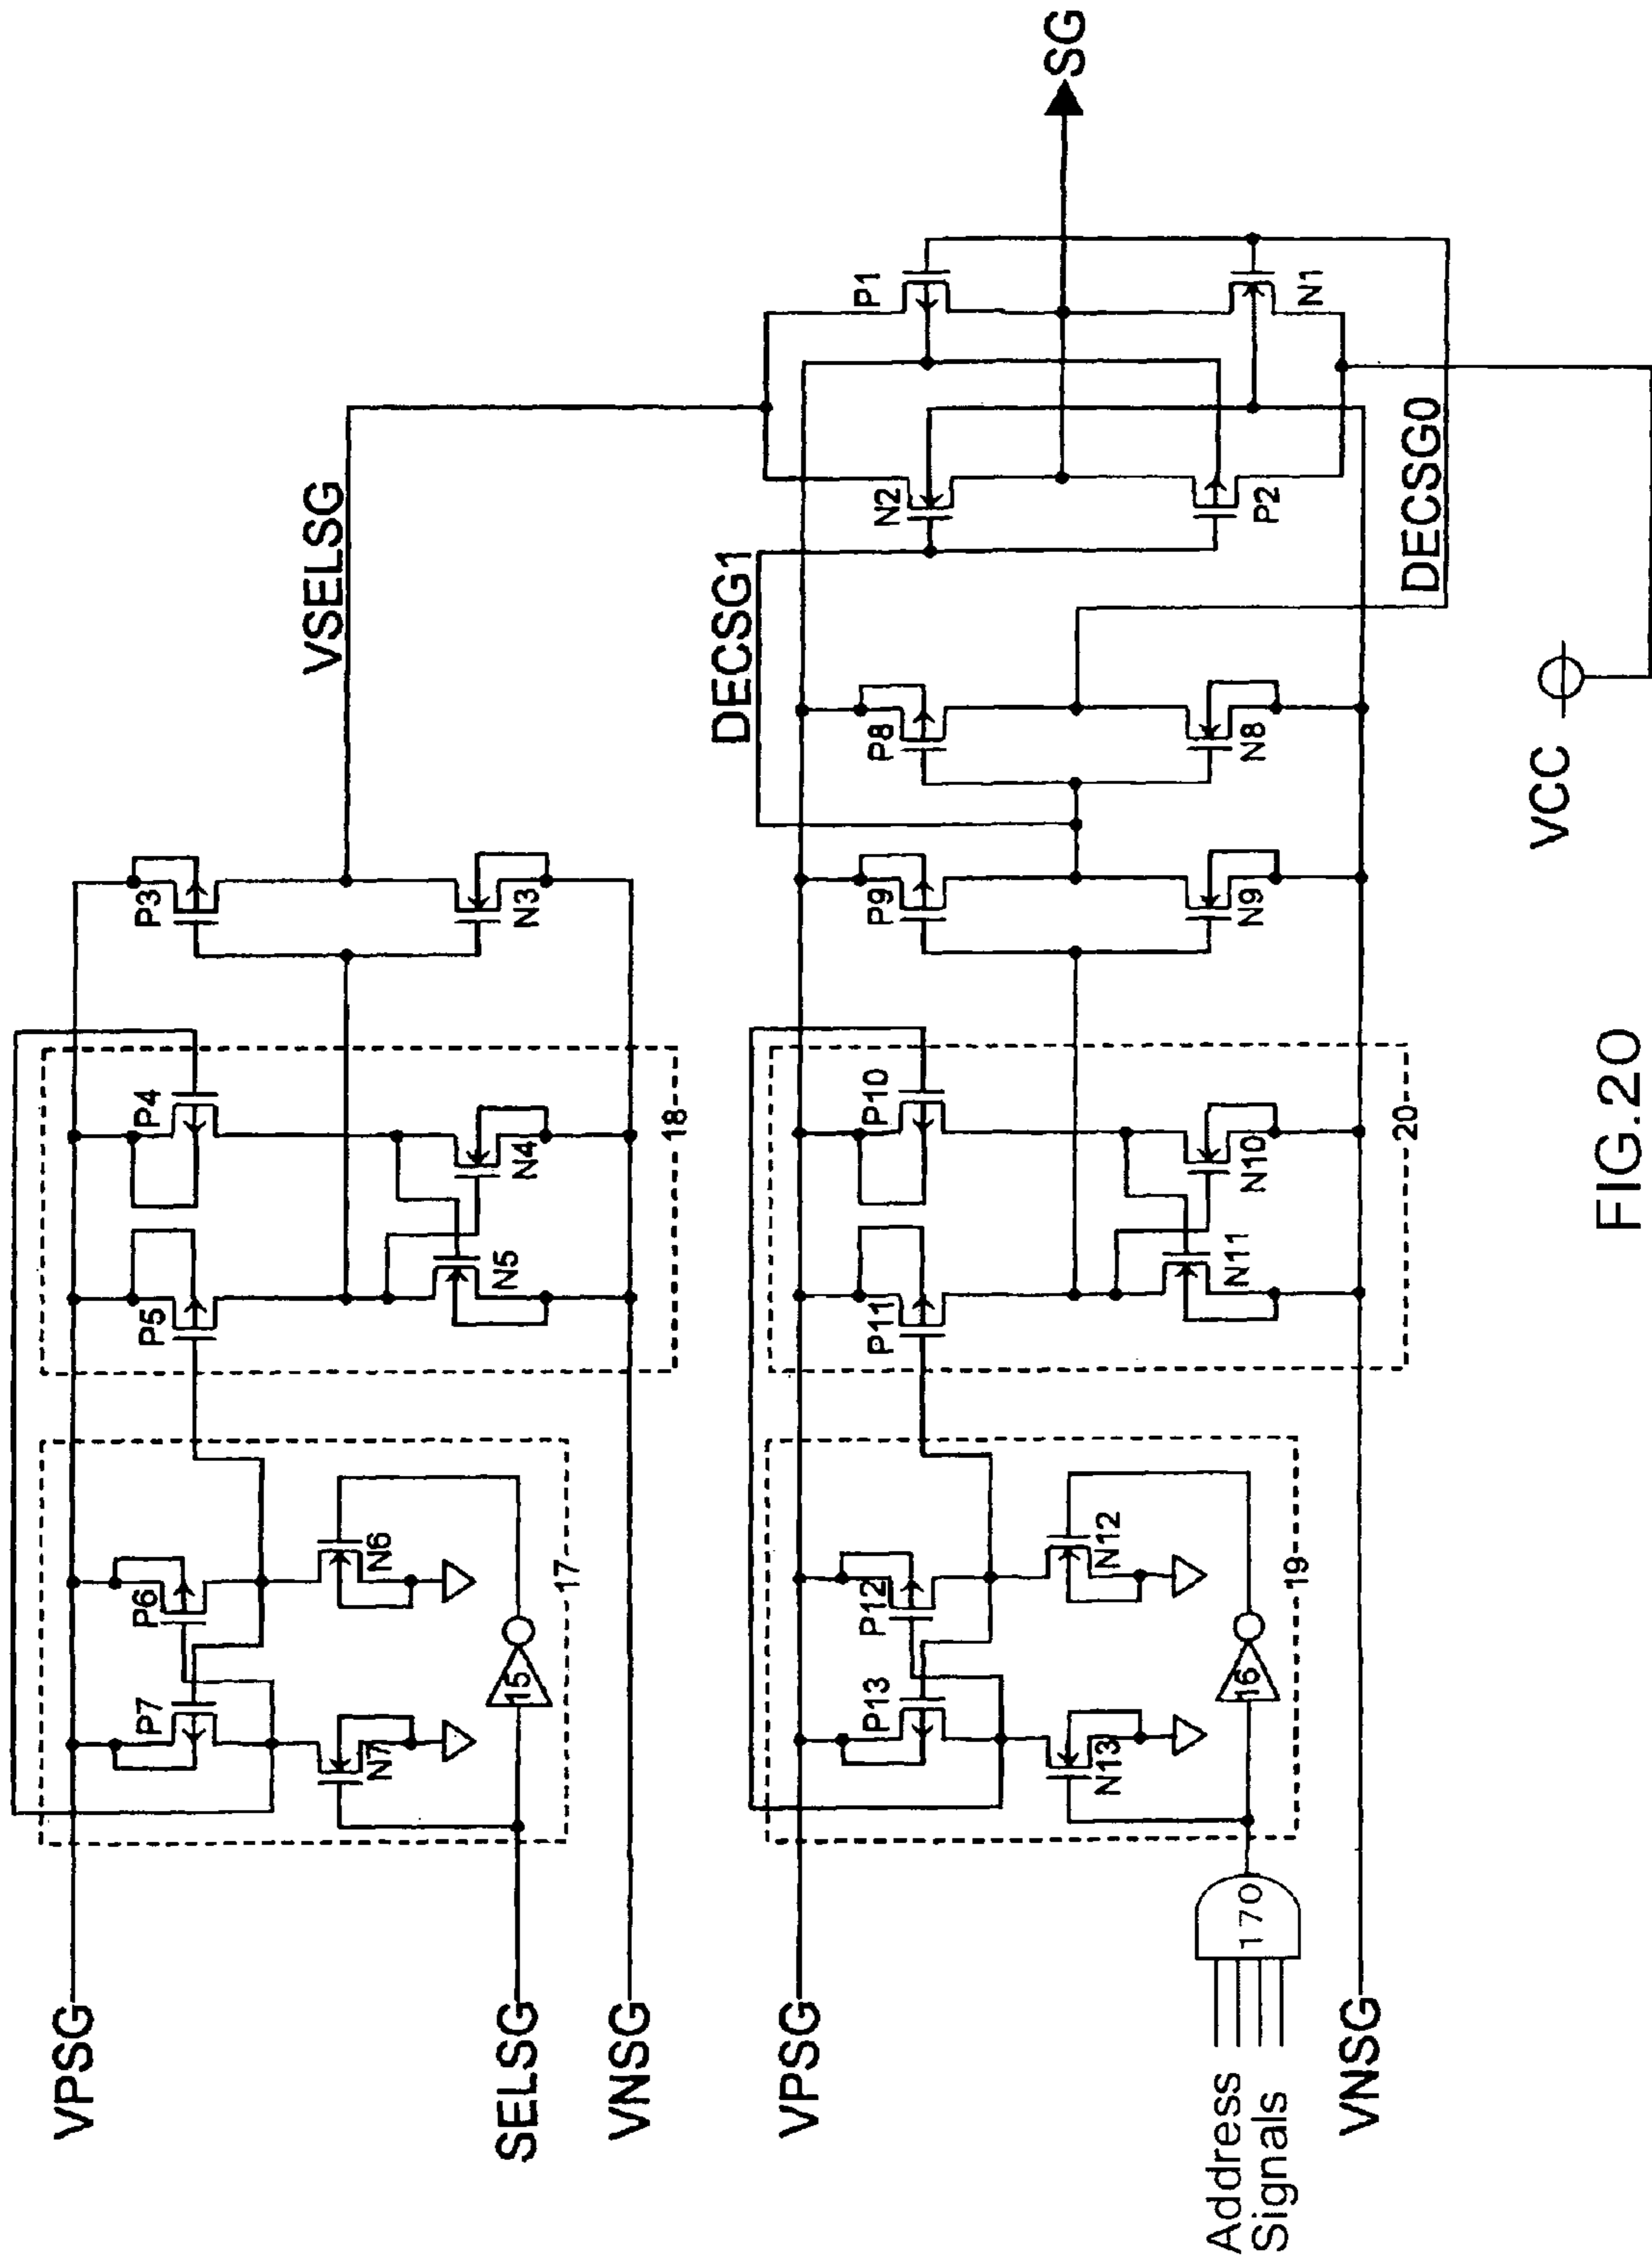 VPSG
SELSG
VNSG
P7
P6
N7
N6
15
17
P5
P4
N5
N4
18
P3
N3
VSELSG
VPSG
Address
Signals
VNSG
170
P13
P12
N13
N12
16
19
P11
P10
N11
N10
20
P9
N9
P8
N8
DECSG1
N2
P2
P1
N1
DECSG0
SG
VCC
FIG.20